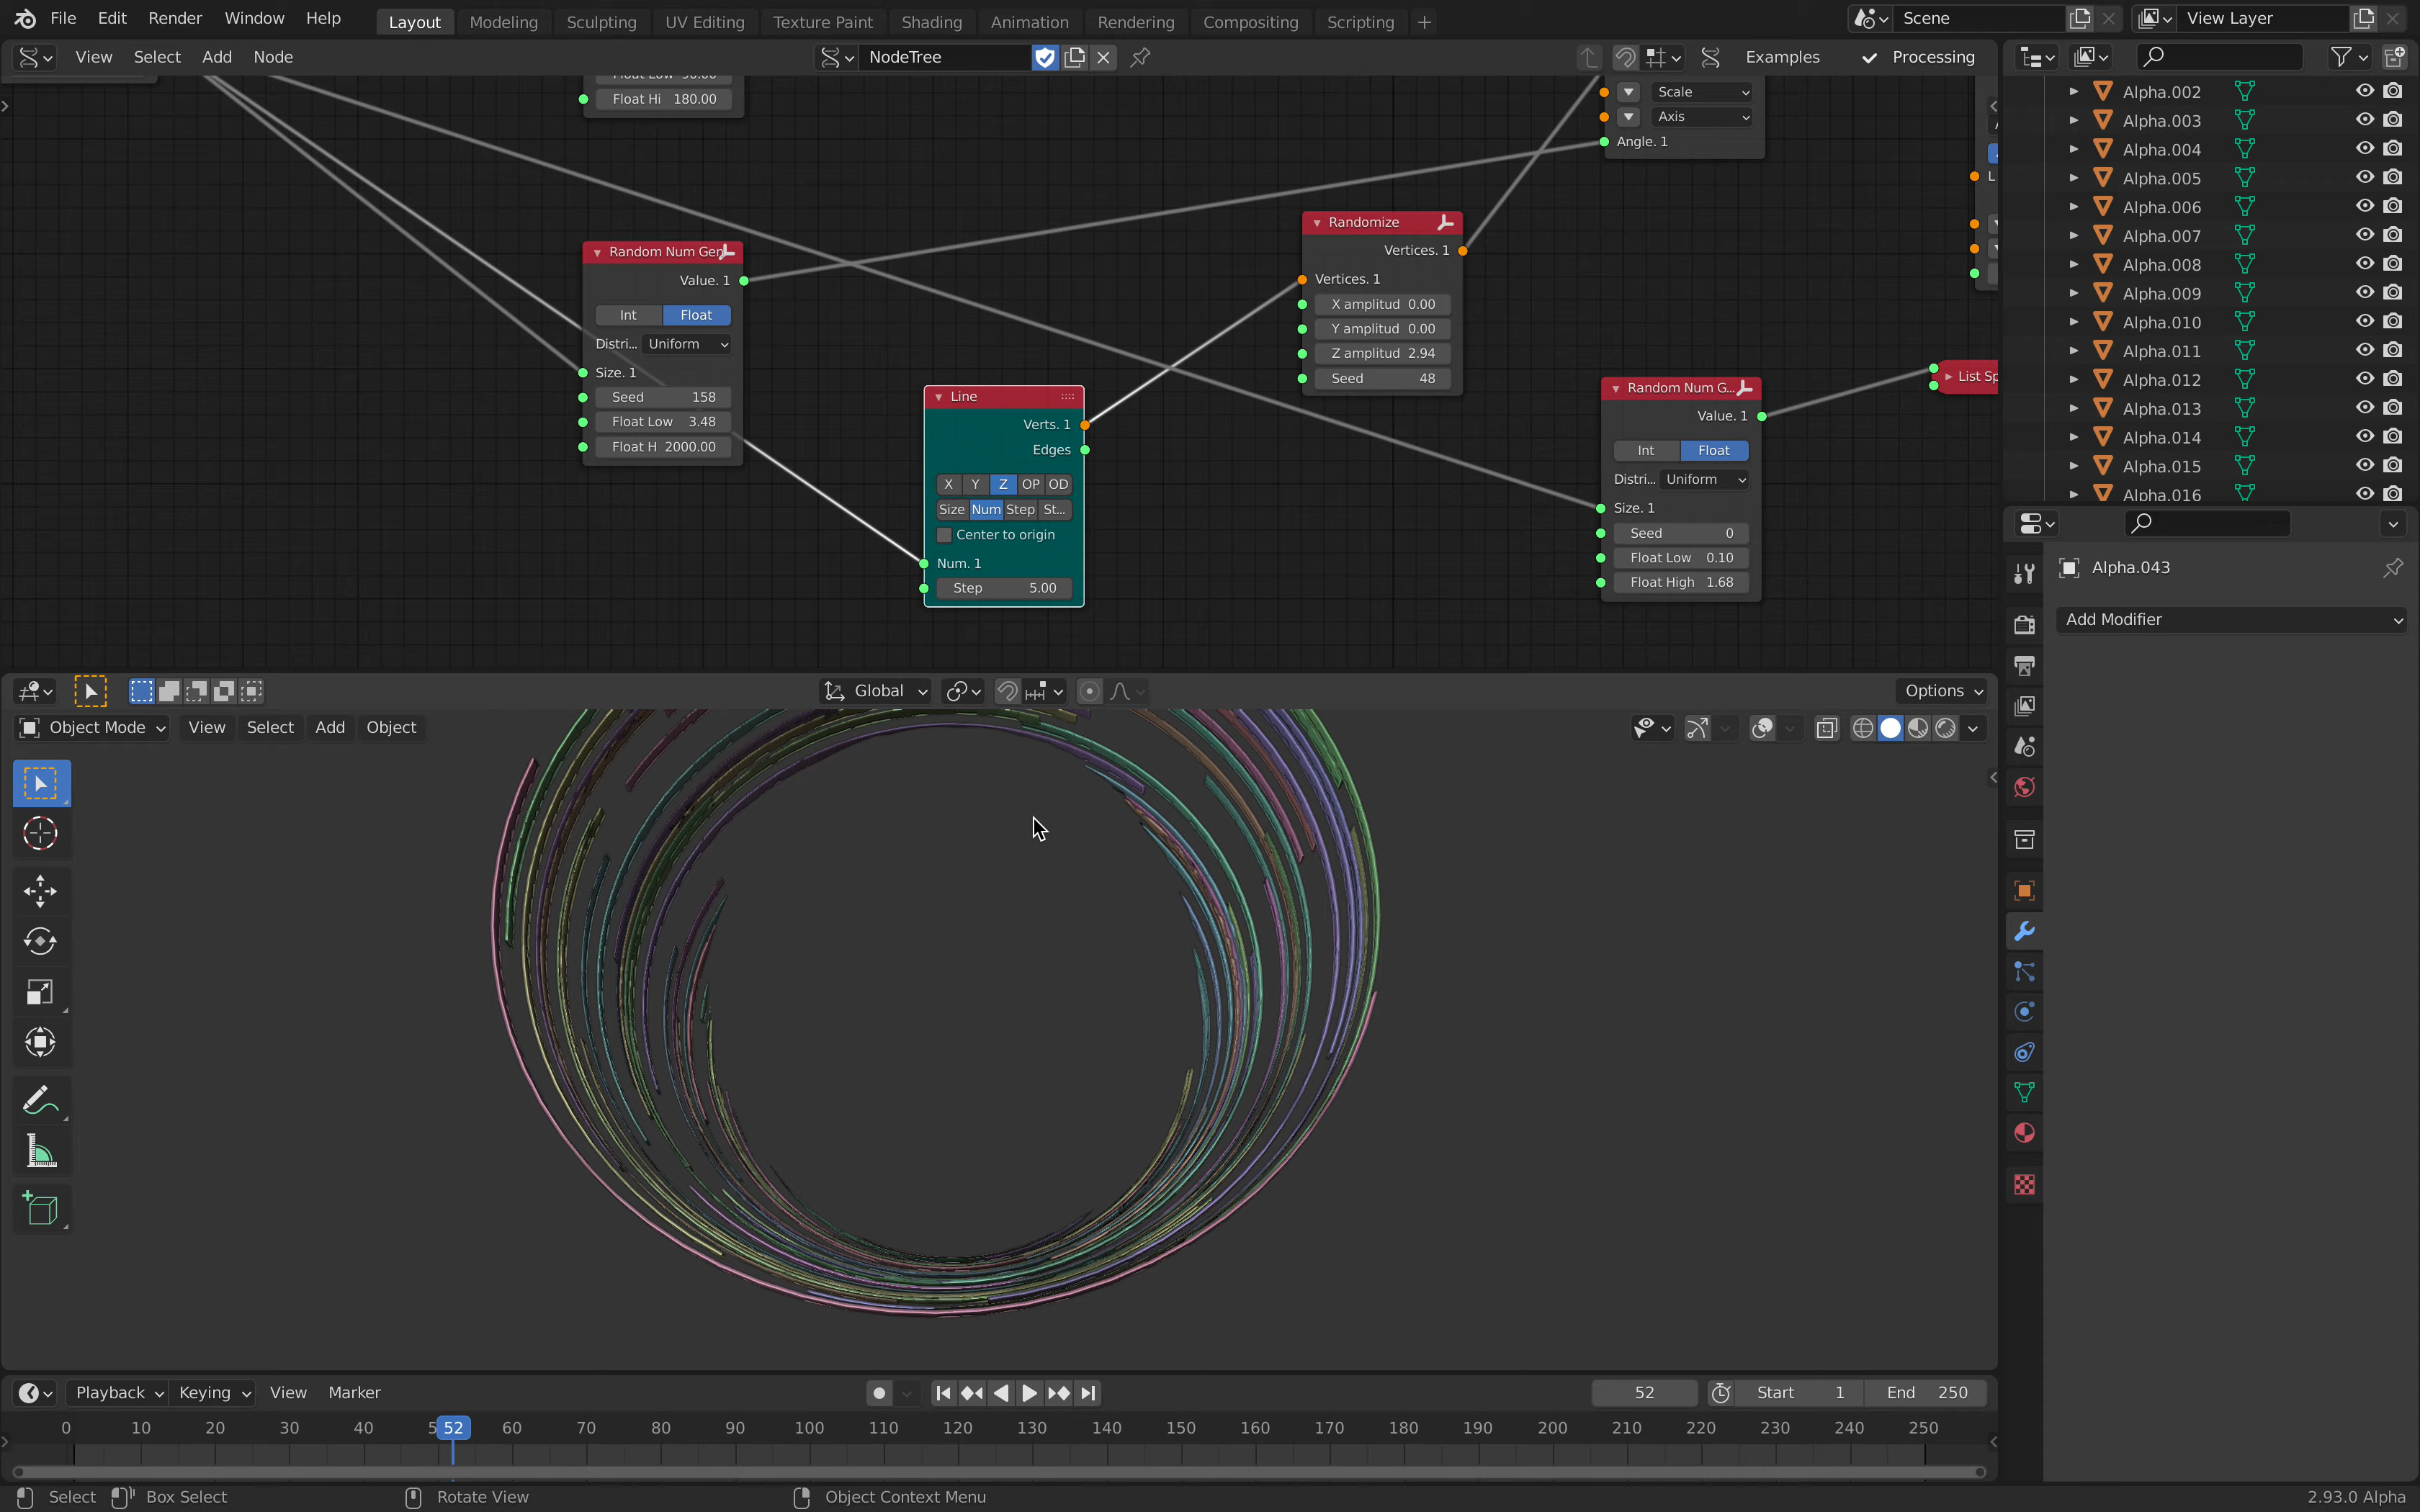 File Edit Render Window Help Layout Modeling Sculpting UV Editing Texture Paint Shading Animation Rendering Compositing Scripting + Scene View Layer
View Select Add Node NodeTree Examples Processing
Float Hi 180.00
Scale
Axis
Angle. 1
Random Num Gen
Value. 1
Int Float
Distri... Uniform
Size. 1
Seed 158
Float Low 3.48
Float H 2000.00
Line
Verts. 1
Edges
X Y Z OP OD
Size Num Step St...
Center to origin
Num. 1
Step 5.00
Randomize
Vertices. 1
Vertices. 1
X amplitud 0.00
Y amplitud 0.00
Z amplitud 2.94
Seed 48
Random Num G...
Value. 1
Int Float
Distri... Uniform
Size. 1
Seed 0
Float Low 0.10
Float High 1.68
List Sp
Alpha.002
Alpha.003
Alpha.004
Alpha.005
Alpha.006
Alpha.007
Alpha.008
Alpha.009
Alpha.010
Alpha.011
Alpha.012
Alpha.013
Alpha.014
Alpha.015
Alpha.016
Alpha.043
Add Modifier
Global Options
Object Mode View Select Add Object
Playback Keying View Marker 52 Start 1 End 250
0 10 20 30 40 52 60 70 80 90 100 110 120 130 140 150 160 170 180 190 200 210 220 230 240 250
Select Box Select Rotate View Object Context Menu 2.93.0 Alpha